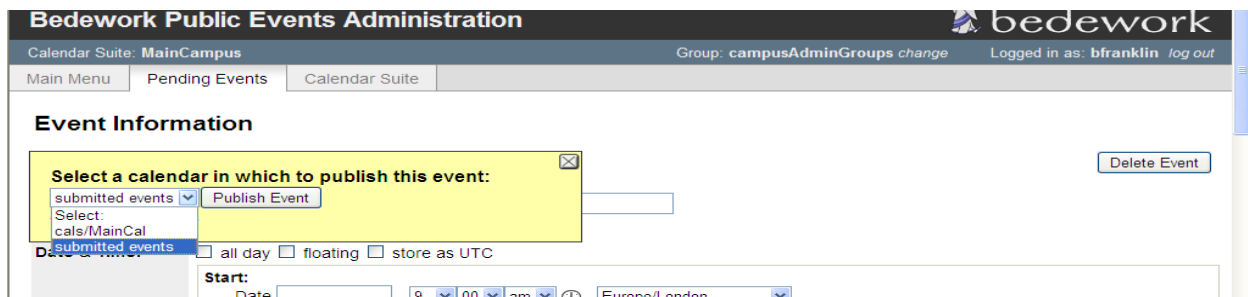 Bedework Public Events Administration
bedework
Calendar Suite: MainCampus Group: campusAdminGroups change Logged in as: bfranklin log out
Main Menu Pending Events Calendar Suite
Event Information
Delete Event
Select a calendar in which to publish this event:
submitted events Publish Event
Select:
cals/MainCal
submitted events
all day floating store as UTC
Start:
Date 9 00 am Europe/London